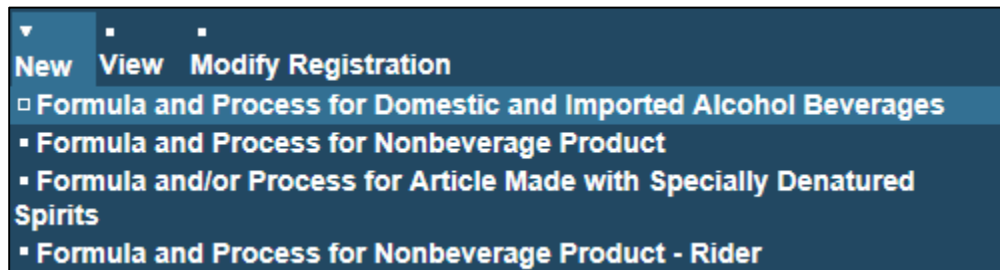 New View Modify Registration
Formula and Process for Domestic and Imported Alcohol Beverages
Formula and Process for Nonbeverage Product
Formula and/or Process for Article Made with Specially Denatured
Spirits
Formula and Process for Nonbeverage Product - Rider